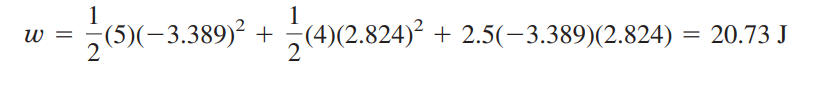 w = 1/2(5)(−3.389)² + 1/2(4)(2.824)² + 2.5(−3.389)(2.824) = 20.73 J